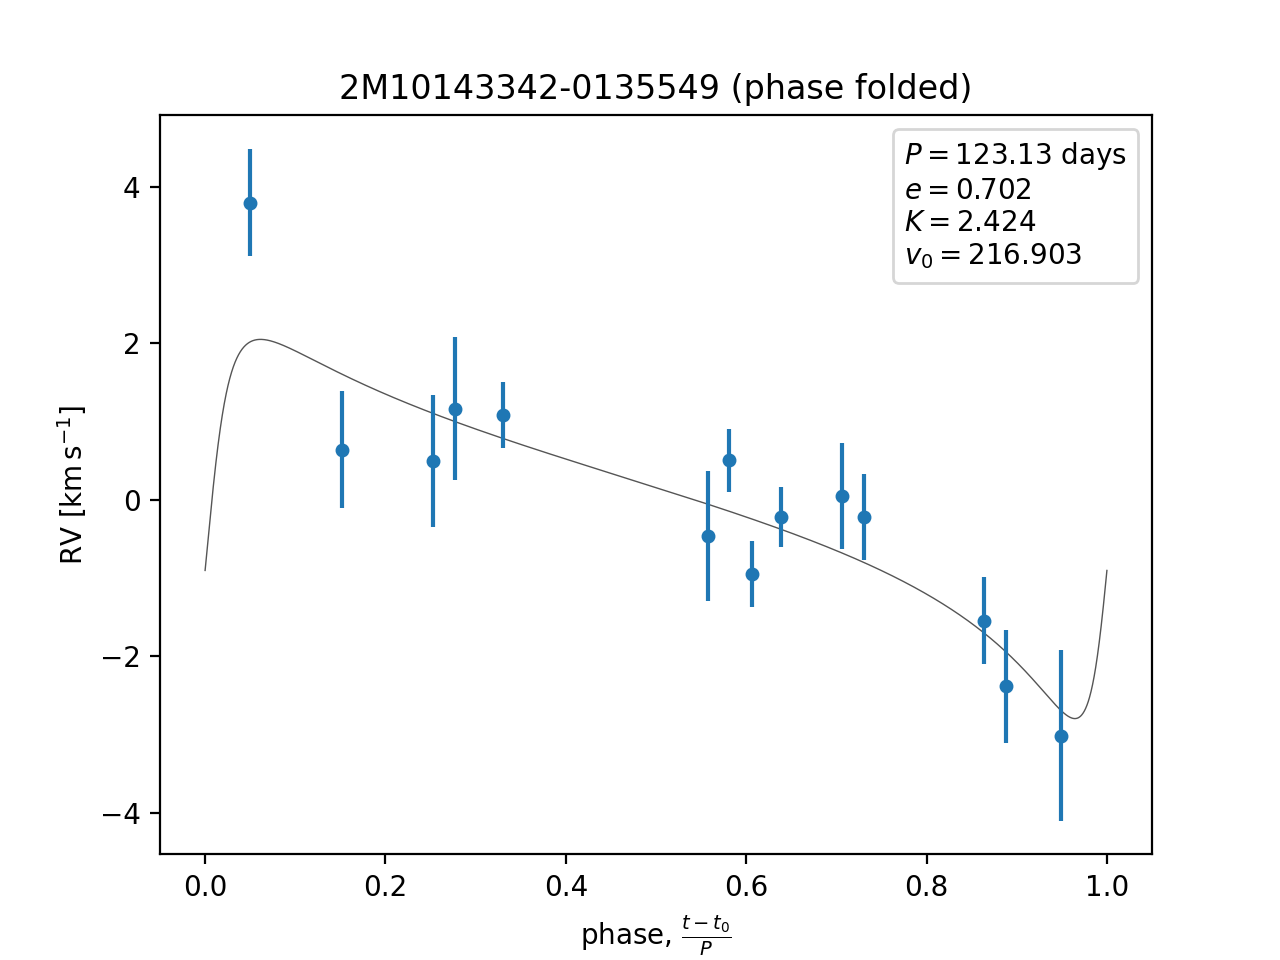 2M10143342-0135549 (phase folded)
P = 123.13 days
e = 0.702
K = 2.424
v₀ = 216.903
RV [km s⁻¹]
4
2
0
−2
−4
0.0 0.2 0.4 0.6 0.8 1.0
phase, (t − t₀)/P